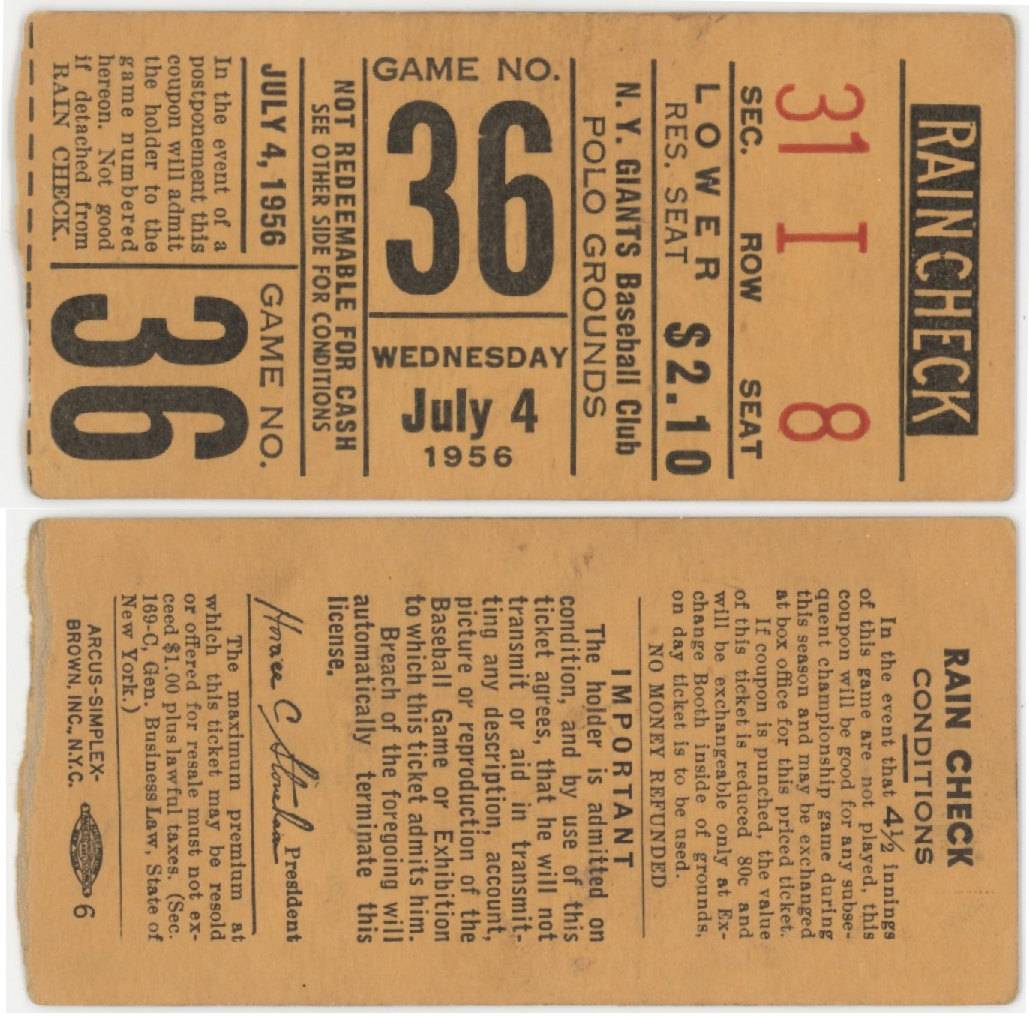 RAIN CHECK
31 I 8
SEC. ROW SEAT
LOWER
RES. SEAT $2.10
N.Y. GIANTS Baseball Club
POLO GROUNDS
GAME NO.
36
WEDNESDAY
July 4
1956
NOT REDEEMABLE FOR CASH
SEE OTHER SIDE FOR CONDITIONS
JULY 4, 1956
In the event of a
postponement this
coupon will admit
the holder to the
game numbered
hereon. Not good
if detached from
RAIN CHECK.
GAME NO.
36
RAIN CHECK
CONDITIONS
In the event that 4½ innings
of this game are not played, this
coupon will be good for any subse-
quent championship game during
this season and may be exchanged
at box office for this priced ticket.
If coupon is punched, the value
of this ticket is reduced 80c and
will be exchangeable only at Ex-
change Booth inside of grounds,
on day ticket is to be used.
NO MONEY REFUNDED
IMPORTANT
The holder is admitted on
condition, and by use of this
ticket agrees, that he will not
transmit or aid in transmit-
ting any description, account,
picture or reproduction of the
Baseball Game or Exhibition
to which this ticket admits him.
Breach of the foregoing will
automatically terminate this
license.
Horace C Stoneham President
The maximum premium at
which this ticket may be resold
or offered for resale must not ex-
ceed $1.00 plus lawful taxes. (Sec.
169-C, Gen. Business Law, State of
New York.)
ARCUS-SIMPLEX-
BROWN, INC., N.Y.C. 6